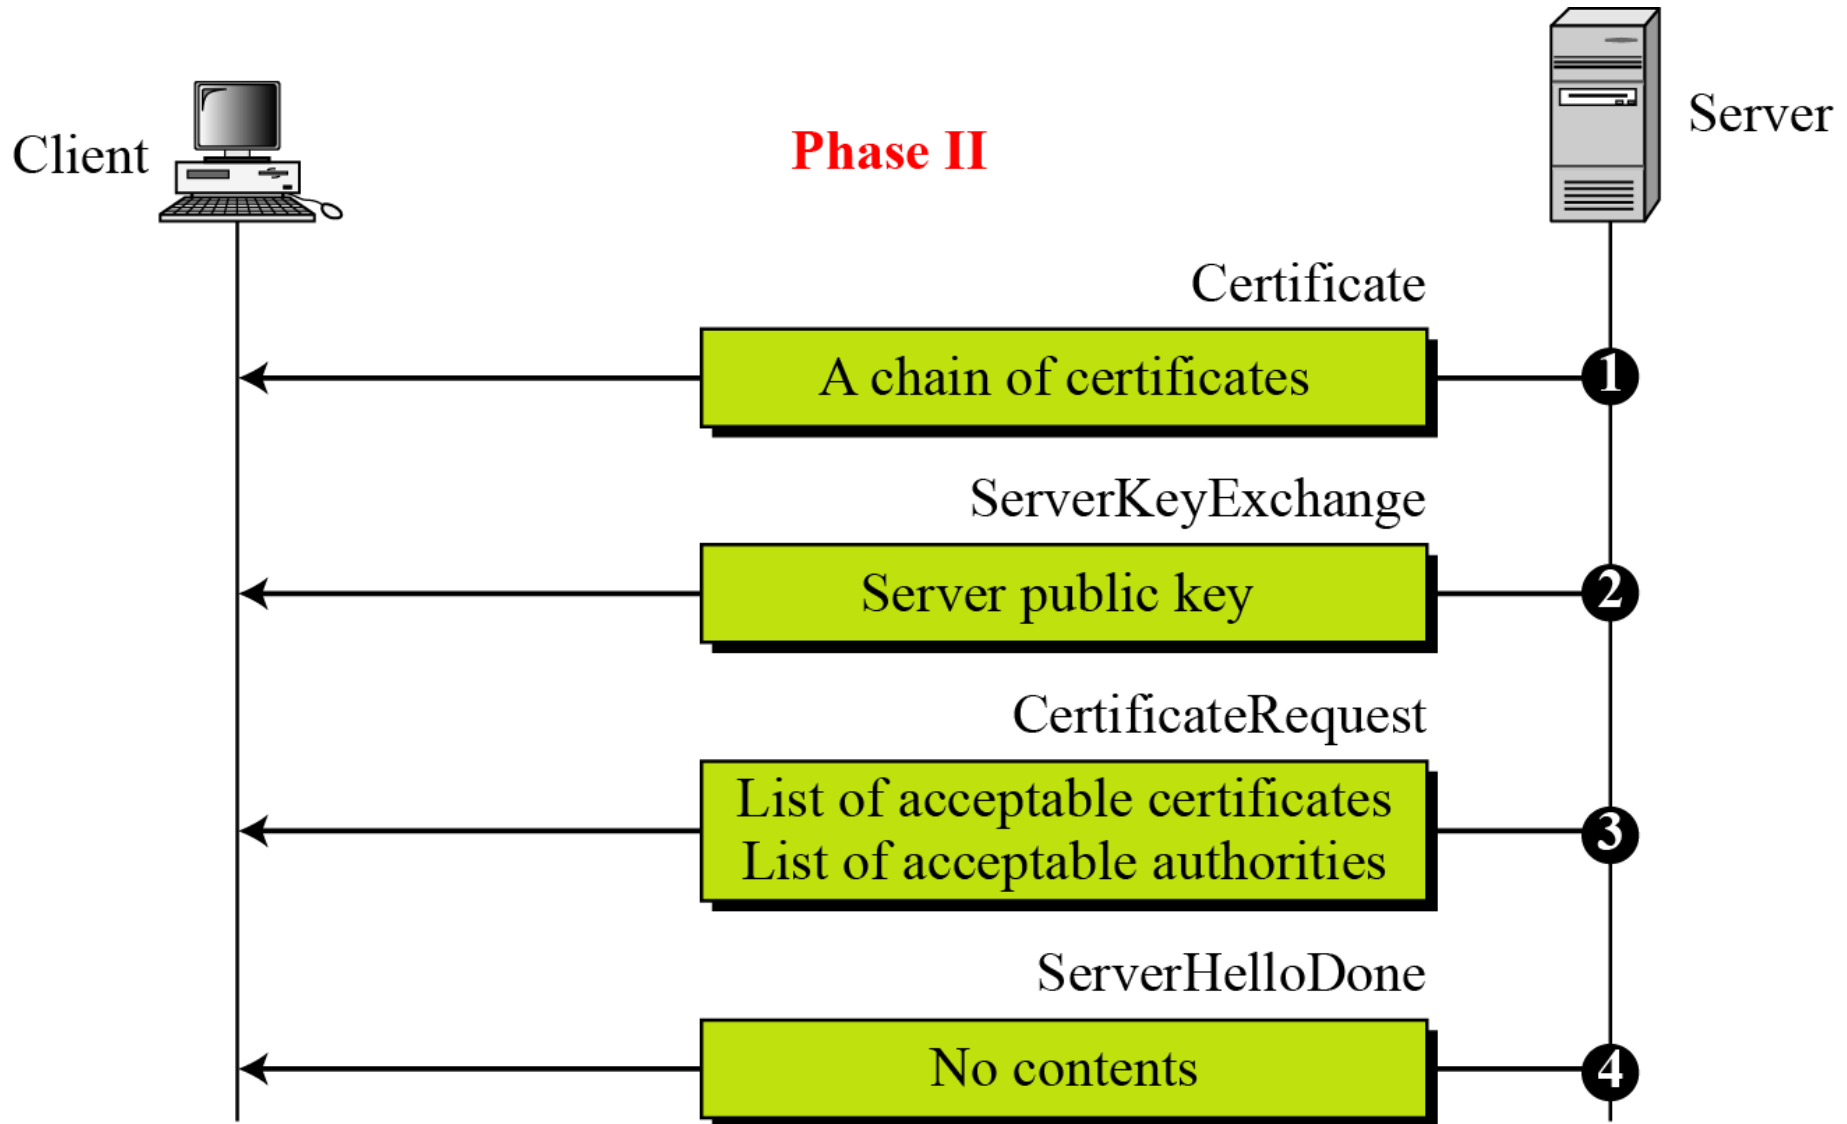 Client
Phase II
Server
Certificate
A chain of certificates
1
ServerKeyExchange
Server public key
2
CertificateRequest
List of acceptable certificates
List of acceptable authorities
3
ServerHelloDone
No contents
4